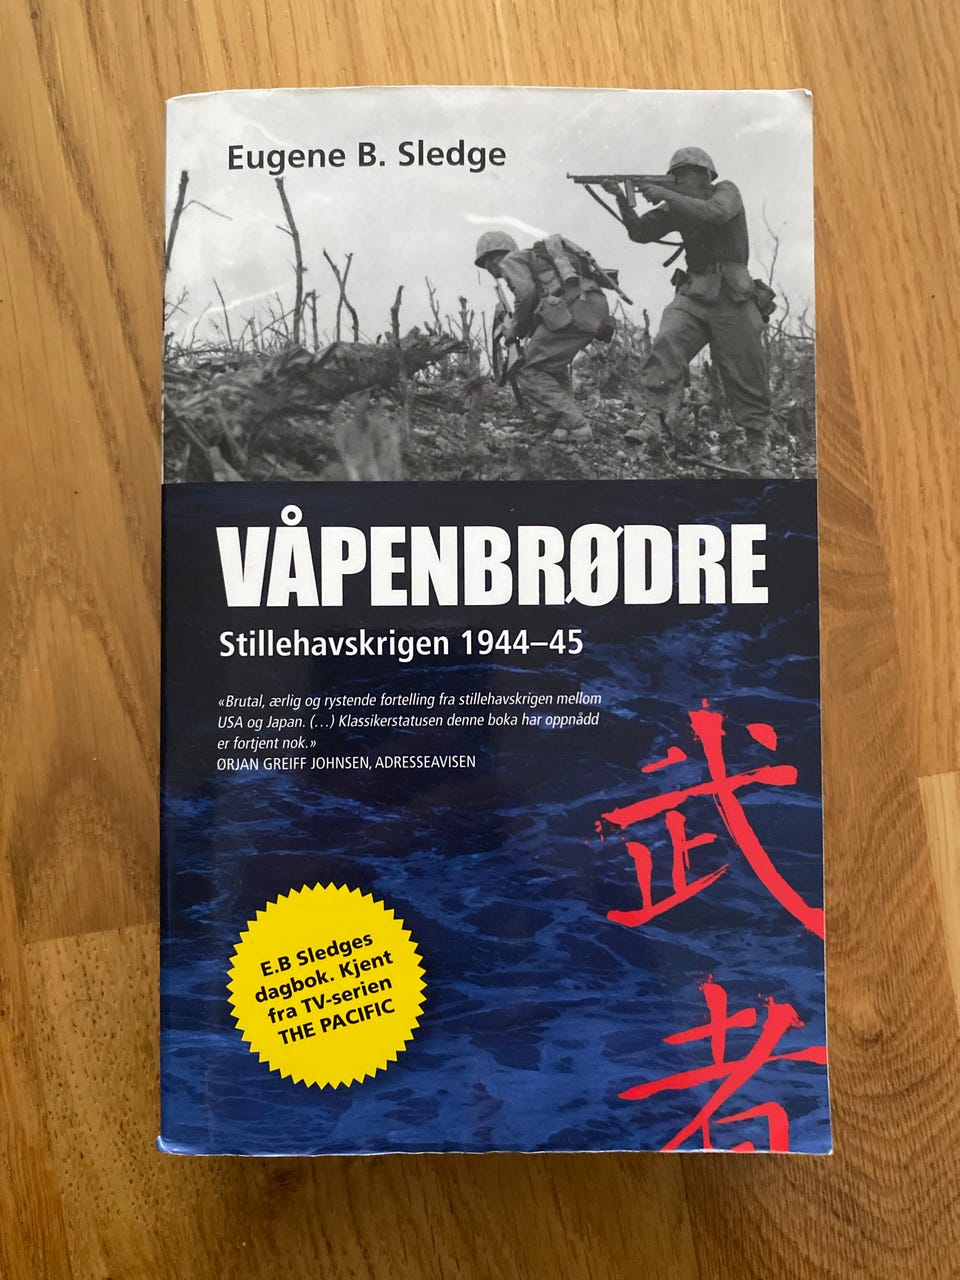 Eugene B. Sledge
VÅPENBRØDRE
Stillehavskrigen 1944–45
«Brutal, ærlig og rystende fortelling fra stillehavskrigen mellom
USA og Japan. (…) Klassikerstatusen denne boka har oppnådd
er fortjent nok.»
ØRJAN GREIFF JOHNSEN, ADRESSEAVISEN
武
者
E.B Sledges
dagbok. Kjent
fra TV-serien
THE PACIFIC